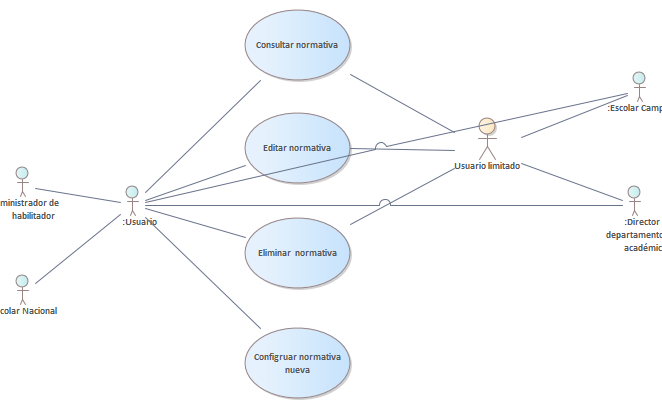 Consultar normativa
Editar normativa
Eliminar normativa
Configruar normativa
nueva
ministrador de
habilitador
:Usuario
colar Nacional
Usuario limitado
:Escolar Camp
:Director
departamento
académic